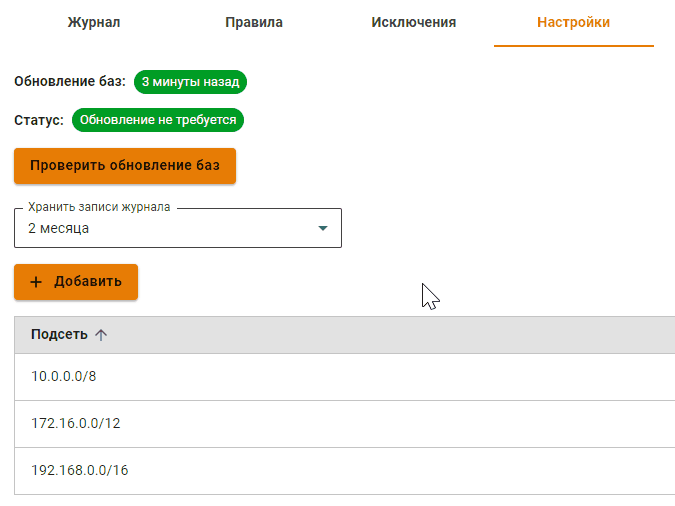 Журнал Правила Исключения Настройки
Обновление баз: 3 минуты назад
Статус: Обновление не требуется
Проверить обновление баз
Хранить записи журнала
2 месяца
+ Добавить
Подсеть ↑
10.0.0.0/8
172.16.0.0/12
192.168.0.0/16